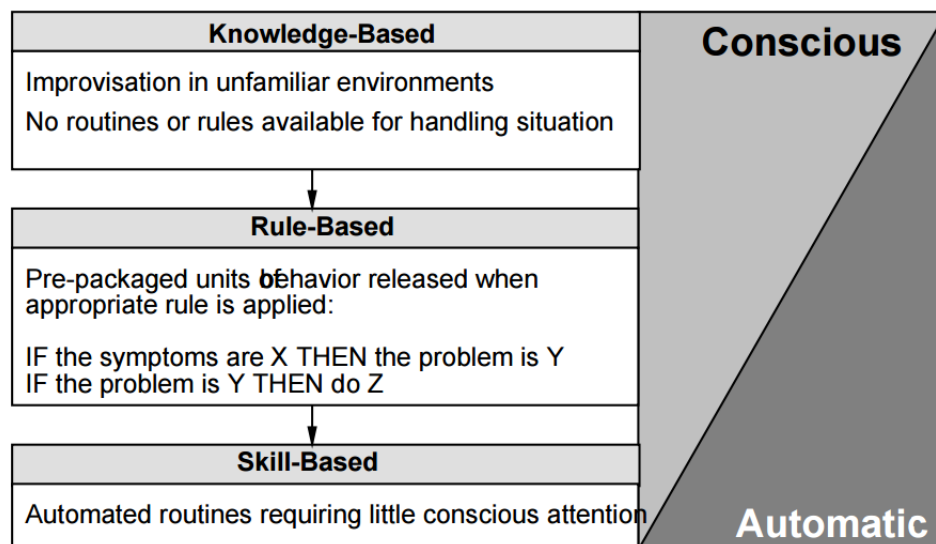 Knowledge-Based
Conscious
Improvisation in unfamiliar environments
No routines or rules available for handling situation
Rule-Based
Pre-packaged units of behavior released when
appropriate rule is applied:
IF the symptoms are X THEN the problem is Y
IF the problem is Y THEN do Z
Skill-Based
Automated routines requiring little conscious attention
Automatic